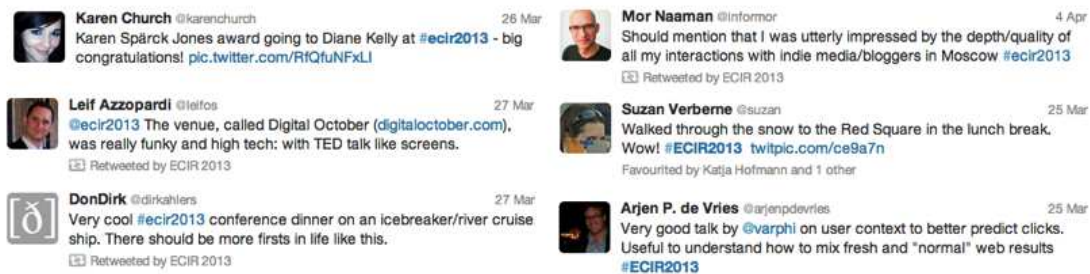 Karen Church @karenchurch 26 Mar
Karen Spärck Jones award going to Diane Kelly at #ecir2013 - big
congratulations! pic.twitter.com/RfQfuNFxLI
Leif Azzopardi @leifos 27 Mar
@ecir2013 The venue, called Digital October (digitaloctober.com),
was really funky and high tech: with TED talk like screens.
Retweeted by ECIR 2013
[ð]
DonDirk @dirkahlers 27 Mar
Very cool #ecir2013 conference dinner on an icebreaker/river cruise
ship. There should be more firsts in life like this.
Retweeted by ECIR 2013
Mor Naaman @informor 4 Apr
Should mention that I was utterly impressed by the depth/quality of
all my interactions with indie media/bloggers in Moscow #ecir2013
Retweeted by ECIR 2013
Suzan Verberne @suzan 25 Mar
Walked through the snow to the Red Square in the lunch break.
Wow! #ECIR2013 twitpic.com/ce9a7n
Favourited by Katja Hofmann and 1 other
Arjen P. de Vries @arjenpdevries 25 Mar
Very good talk by @varphi on user context to better predict clicks.
Useful to understand how to mix fresh and "normal" web results
#ECIR2013